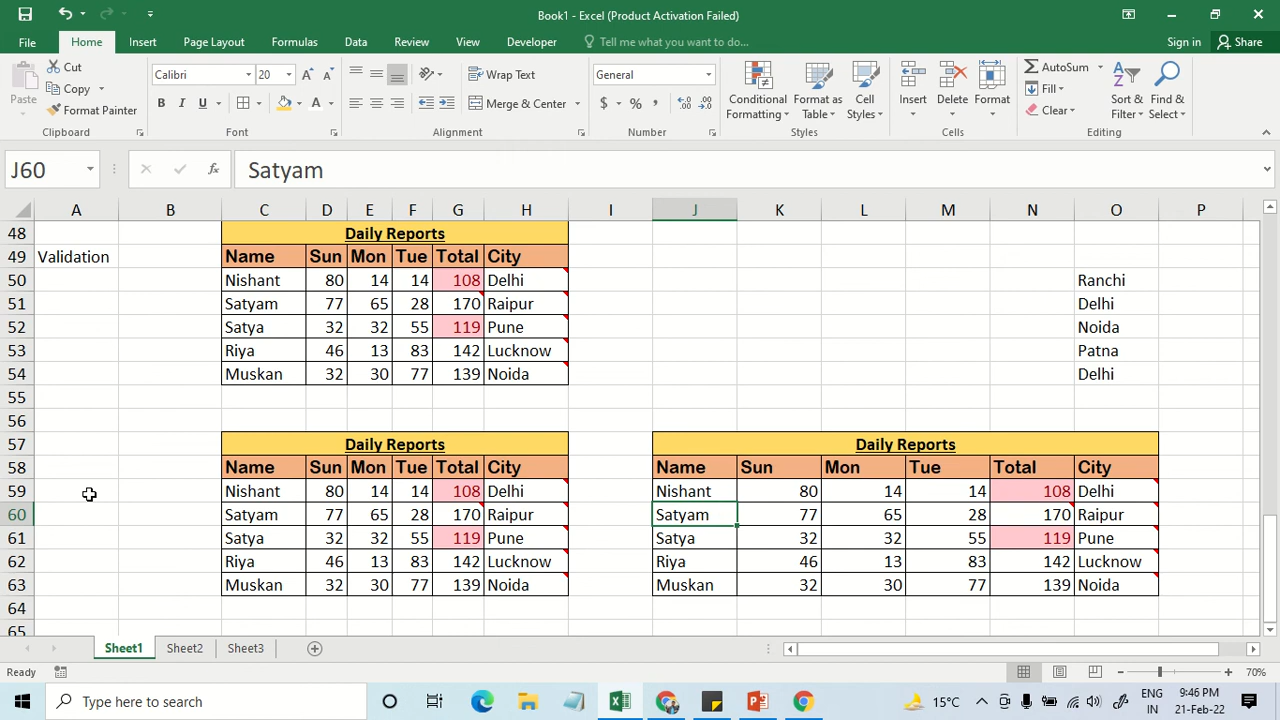 Book1 - Excel (Product Activation Failed)
File Home Insert Page Layout Formulas Data Review View Developer Tell me what you want to do... Sign in Share
Paste Cut Copy Format Painter Clipboard
Calibri 20 B I U A Font
Wrap Text Merge & Center Alignment
General $ % , Number
Conditional Formatting Format as Table Cell Styles Styles
Insert Delete Format Cells
AutoSum Fill Clear Sort & Filter Find & Select Editing
J60 fx Satyam
A B C D E F G H I J K L M N O P
48 Daily Reports
49 Validation Name Sun Mon Tue Total City
50 Nishant 80 14 14 108 Delhi Ranchi
51 Satyam 77 65 28 170 Raipur Delhi
52 Satya 32 32 55 119 Pune Noida
53 Riya 46 13 83 142 Lucknow Patna
54 Muskan 32 30 77 139 Noida Delhi
55
56
57 Daily Reports Daily Reports
58 Name Sun Mon Tue Total City Name Sun Mon Tue Total City
59 Nishant 80 14 14 108 Delhi Nishant 80 14 14 108 Delhi
60 Satyam 77 65 28 170 Raipur Satyam 77 65 28 170 Raipur
61 Satya 32 32 55 119 Pune Satya 32 32 55 119 Pune
62 Riya 46 13 83 142 Lucknow Riya 46 13 83 142 Lucknow
63 Muskan 32 30 77 139 Noida Muskan 32 30 77 139 Noida
64
65
Sheet1 Sheet2 Sheet3
Ready 70%
Type here to search 15°C ENG IN 9:46 PM 21-Feb-22